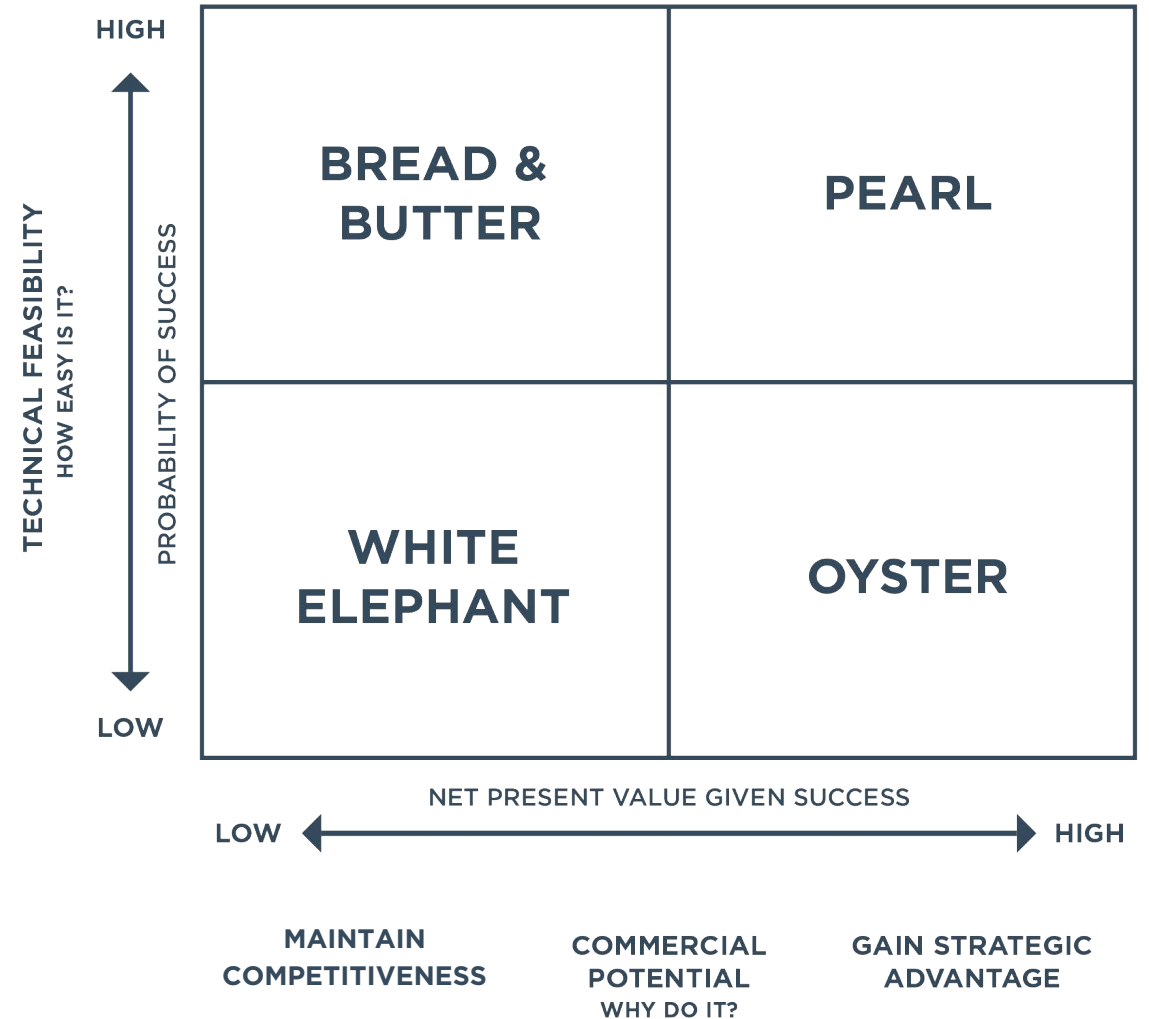 HIGH
BREAD &
BUTTER
PEARL
TECHNICAL FEASIBILITY
HOW EASY IS IT?
PROBABILITY OF SUCCESS
WHITE
ELEPHANT
OYSTER
LOW
NET PRESENT VALUE GIVEN SUCCESS
LOW
HIGH
MAINTAIN
COMPETITIVENESS
COMMERCIAL
POTENTIAL
WHY DO IT?
GAIN STRATEGIC
ADVANTAGE